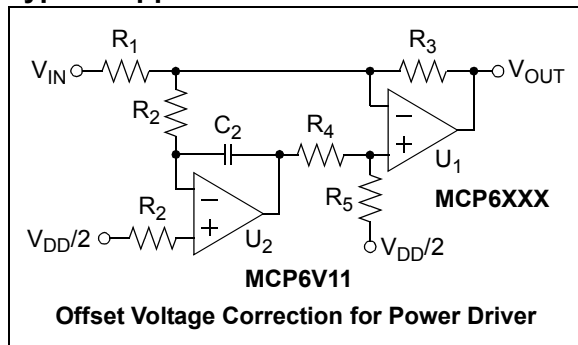 R1
R3
VIN
VOUT
R2
C2
R4
U1
R5
MCP6XXX
R2
U2
VDD/2
VDD/2
MCP6V11
Offset Voltage Correction for Power Driver